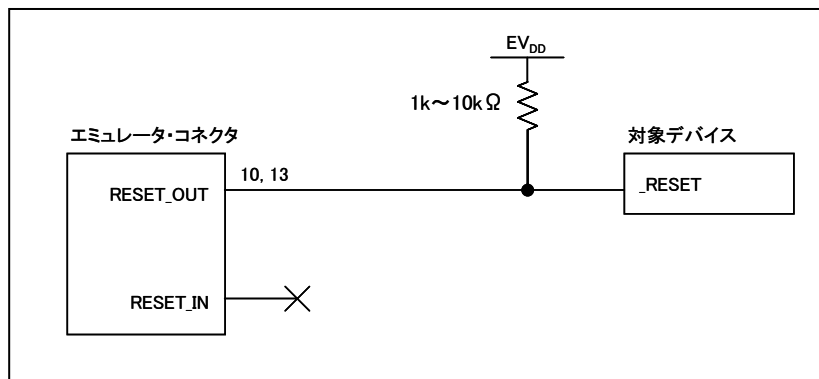 EVDD
1k～10kΩ
エミュレータ・コネクタ
対象デバイス
10, 13
RESET_OUT
_RESET
RESET_IN